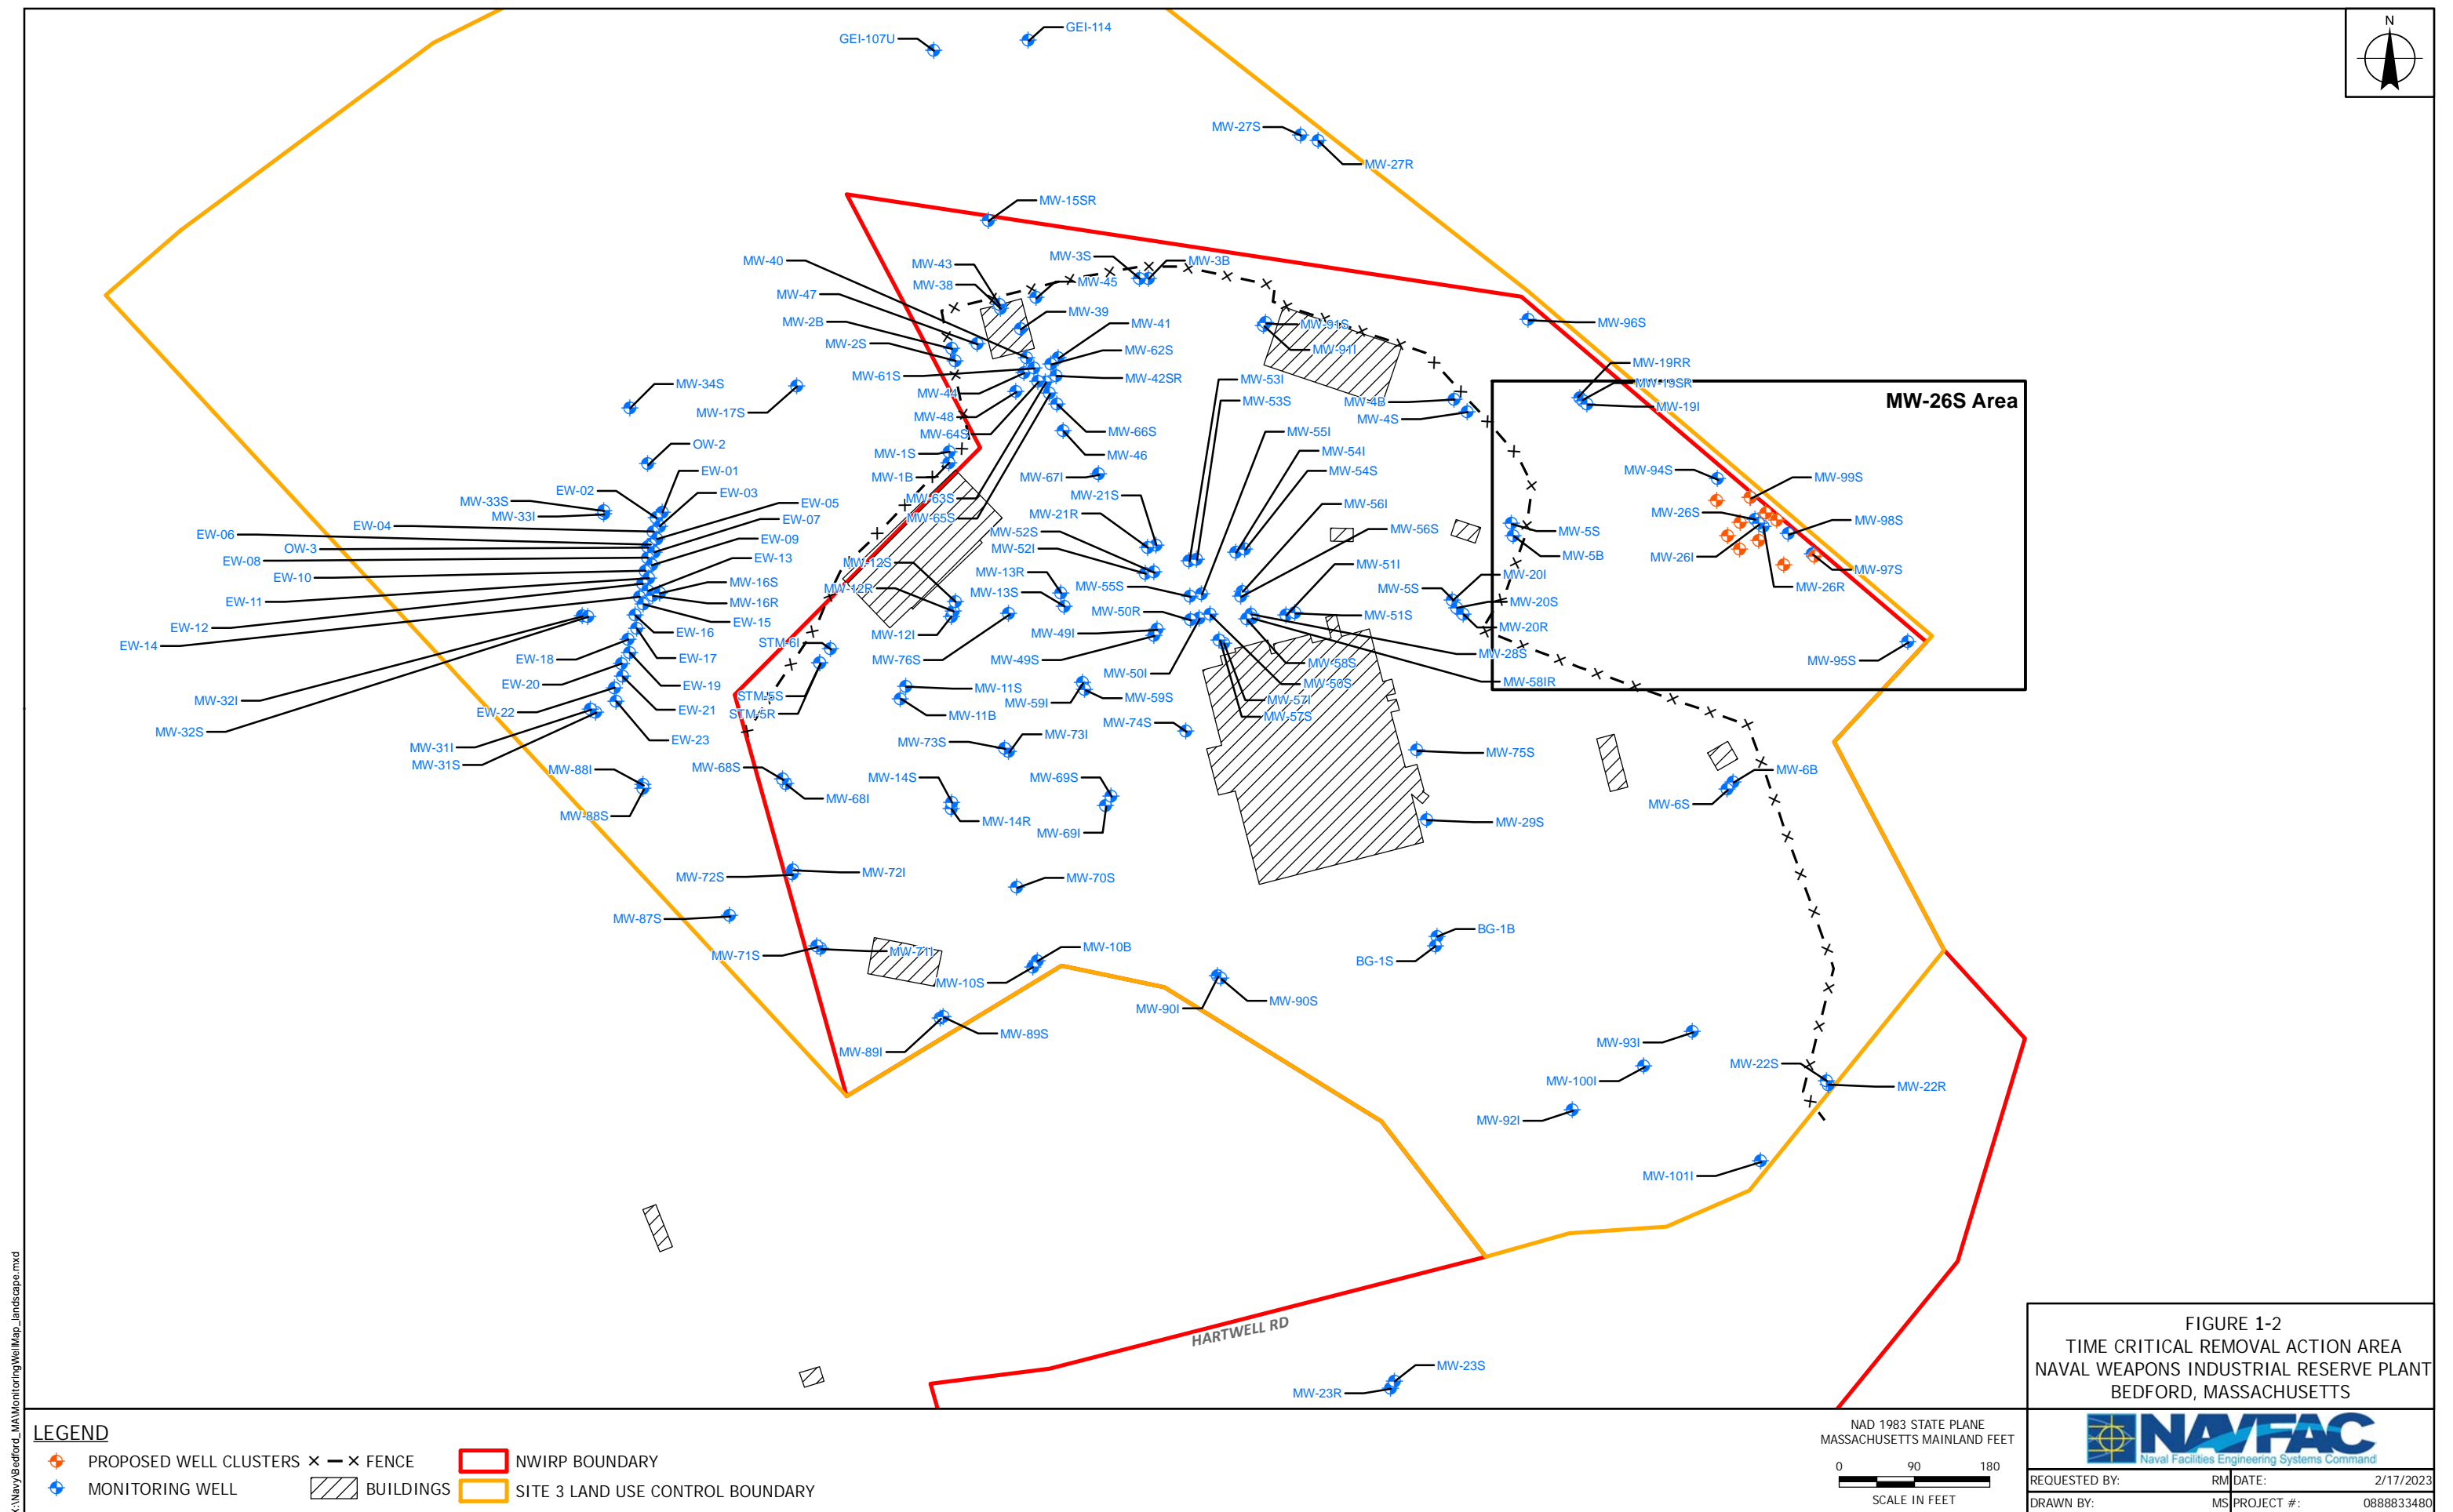 N
GEI-107U
GEI-114
MW-27S
MW-27R
MW-15SR
MW-40
MW-43
MW-3S
MW-3B
MW-38
MW-45
MW-47
MW-39
MW-2B
MW-41
MW-91S
MW-96S
MW-2S
MW-62S
MW-91I
MW-19RR
MW-61S
MW-42SR
MW-53I
MW-19SR
MW-34S
MW-44
MW-53S
MW-4B
MW-26S Area
MW-17S
MW-48
MW-4S
MW-19I
MW-64S
MW-66S
MW-55I
OW-2
MW-1S
MW-46
MW-54I
EW-01
MW-1B
MW-67I
MW-54S
MW-94S
MW-99S
EW-02
EW-03
MW-63S
MW-21S
MW-33S
EW-05
MW-56I
MW-33I
EW-07
MW-65S
MW-21R
MW-26S
MW-98S
EW-04
MW-52S
MW-56S
MW-5S
EW-06
EW-09
OW-3
MW-52I
MW-5B
MW-26I
EW-08
EW-13
MW-12S
MW-51I
MW-97S
EW-10
MW-16S
MW-12R
MW-13R
MW-55S
MW-5S
MW-20I
MW-26R
EW-11
MW-16R
MW-13S
MW-20S
EW-12
EW-15
MW-50R
MW-51S
MW-20R
EW-14
EW-16
MW-12I
MW-49I
STM-6I
EW-18
EW-17
MW-76S
MW-49S
MW-58S
MW-28S
MW-95S
EW-20
EW-19
MW-50I
MW-50S
MW-58IR
MW-32I
STM-5S
MW-11S
MW-59I
MW-59S
MW-57I
EW-22
EW-21
STM-5R
MW-11B
MW-57S
MW-32S
EW-23
MW-74S
MW-31I
MW-73S
MW-73I
MW-75S
MW-31S
MW-88I
MW-68S
MW-14S
MW-69S
MW-6B
MW-68I
MW-6S
MW-88S
MW-14R
MW-69I
MW-29S
MW-72S
MW-72I
MW-70S
MW-87S
MW-71S
MW-71I
MW-10B
BG-1B
MW-10S
BG-1S
MW-90I
MW-90S
MW-89I
MW-89S
MW-93I
MW-22S
MW-100I
MW-22R
MW-92I
MW-101I
HARTWELL RD
MW-23S
MW-23R
K:\Navy\Bedford_MA\MonitoringWellMap_landscape.mxd
LEGEND
PROPOSED WELL CLUSTERS
FENCE
NWIRP BOUNDARY
MONITORING WELL
BUILDINGS
SITE 3 LAND USE CONTROL BOUNDARY
NAD 1983 STATE PLANE
MASSACHUSETTS MAINLAND FEET
0 90 180
SCALE IN FEET
FIGURE 1-2
TIME CRITICAL REMOVAL ACTION AREA
NAVAL WEAPONS INDUSTRIAL RESERVE PLANT
BEDFORD, MASSACHUSETTS
NAVFAC
Naval Facilities Engineering Systems Command
REQUESTED BY: RM DATE: 2/17/2023
DRAWN BY: MS PROJECT #: 0888833480